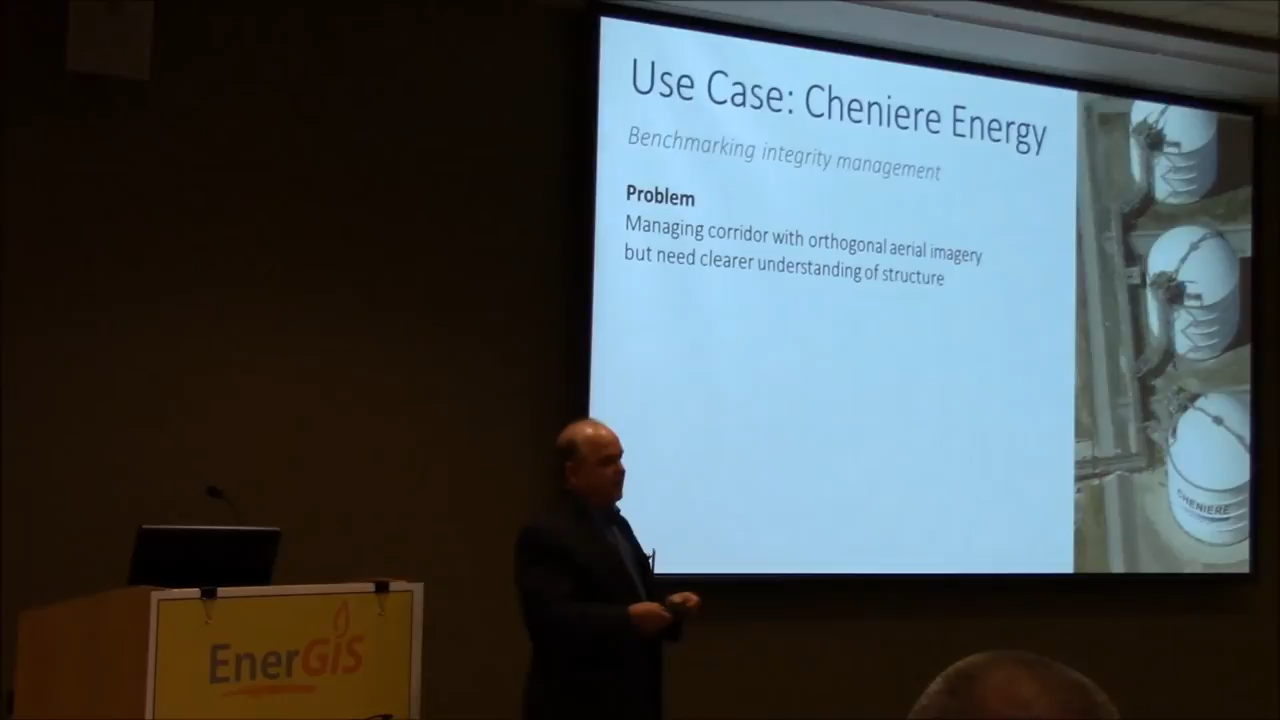 Use Case: Cheniere Energy
Benchmarking integrity management
Problem
Managing corridor with orthogonal aerial imagery
but need clearer understanding of structure
CHENIERE
EnerGIS